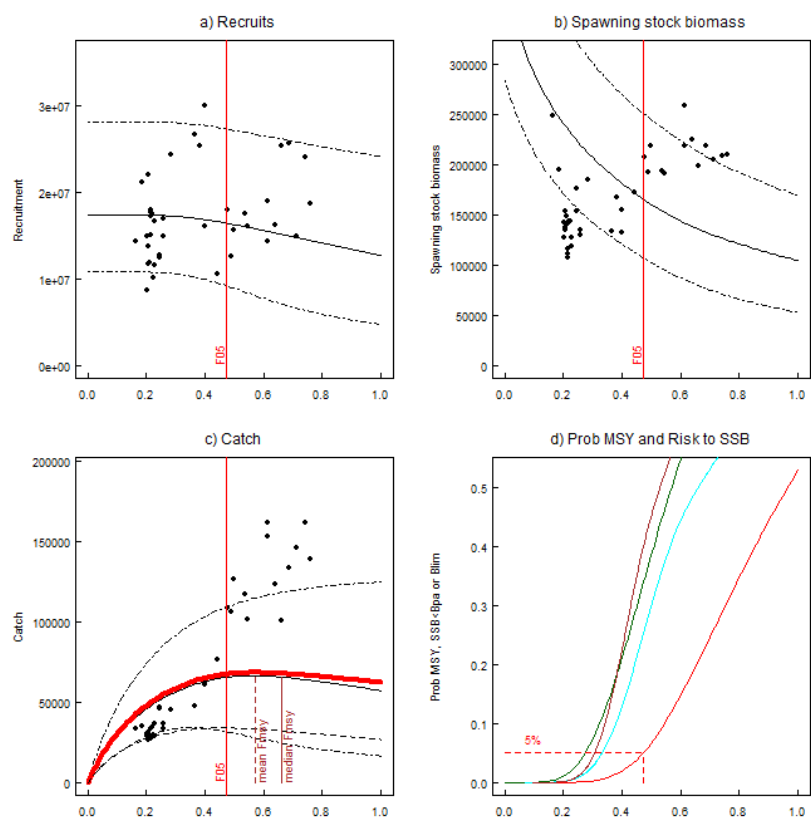 a) Recruits
Recruitment
3e+07
2e+07
1e+07
0e+00
F05
0.0 0.2 0.4 0.6 0.8 1.0
b) Spawning stock biomass
Spawning stock biomass
300000
250000
200000
150000
100000
50000
0
F05
0.0 0.2 0.4 0.6 0.8 1.0
c) Catch
Catch
200000
150000
100000
50000
0
F05
mean Fmsy
median Fmsy
0.0 0.2 0.4 0.6 0.8 1.0
d) Prob MSY and Risk to SSB
Prob MSY, SSB<Bpa or Blim
0.5
0.4
0.3
0.2
0.1
0.0
5%
0.0 0.2 0.4 0.6 0.8 1.0